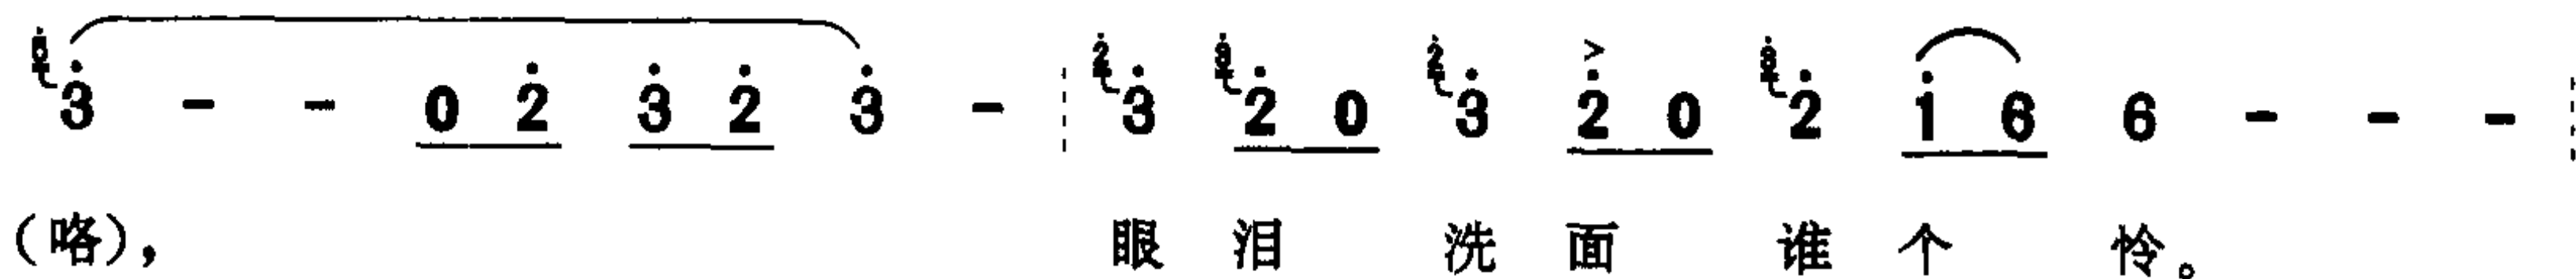 3 - - 0 2 3 2 3 - 3 2 0 3 2 0 2 1 6 6 - - -
(咯), 眼 泪 洗 面 谁 个 怜。